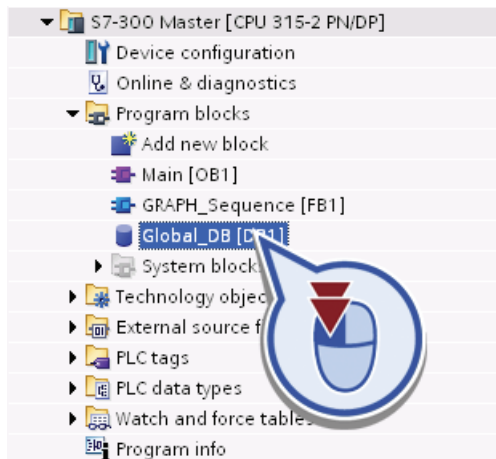 S7-300 Master [CPU 315-2 PN/DP]
Device configuration
Online & diagnostics
Program blocks
Add new block
Main [OB1]
GRAPH_Sequence [FB1]
Global_DB [DB1]
System block
Technology objec
External source f
PLC tags
PLC data types
Watch and force tables
Program info